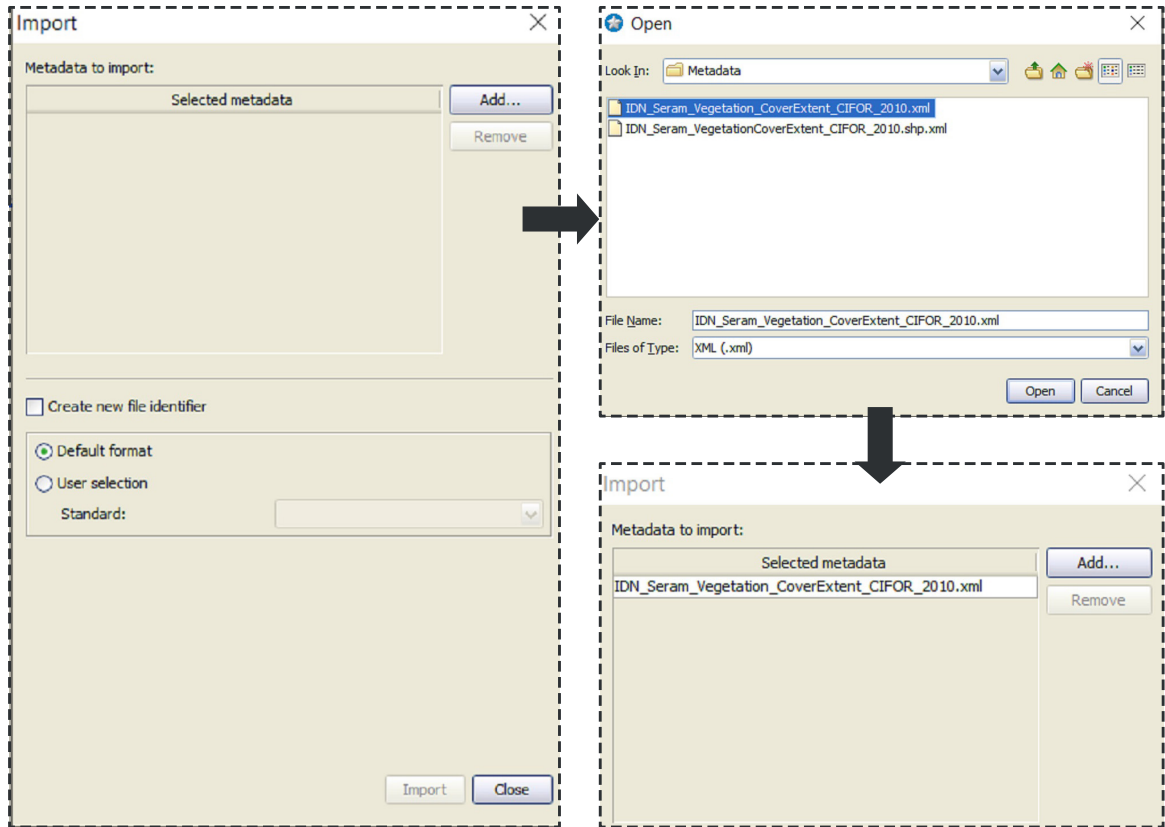 Import
Metadata to import:
Selected metadata
Add...
Remove
Create new file identifier
Default format
User selection
Standard:
Import
Close
Open
Look In:
Metadata
IDN_Seram_Vegetation_CoverExtent_CIFOR_2010.xml
IDN_Seram_VegetationCoverExtent_CIFOR_2010.shp.xml
File Name:
IDN_Seram_Vegetation_CoverExtent_CIFOR_2010.xml
Files of Type:
XML (.xml)
Open
Cancel
Import
Metadata to import:
Selected metadata
Add...
IDN_Seram_Vegetation_CoverExtent_CIFOR_2010.xml
Remove